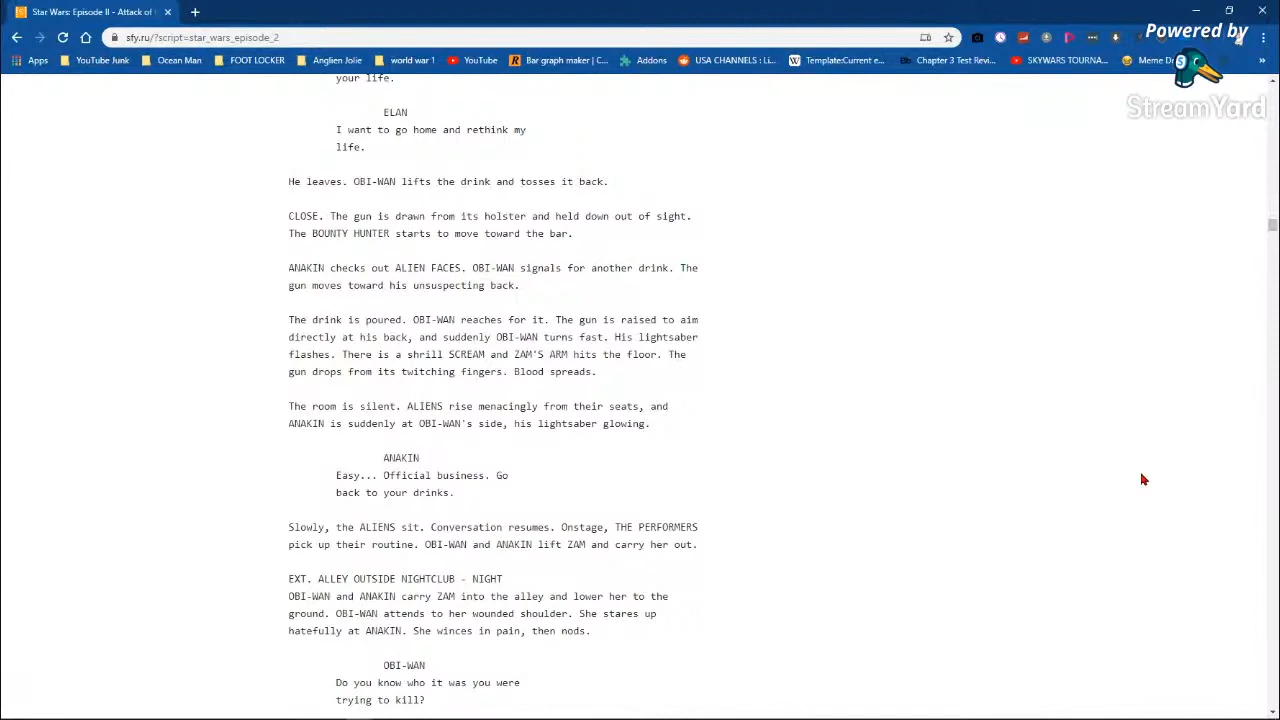 Star Wars: Episode II - Attack of
sfy.ru/?script=star_wars_episode_2
Powered by
Apps
YouTube Junk
Ocean Man
FOOT LOCKER
Anglien Jolie
world war 1
YouTube
Bar graph maker | C...
Addons
USA CHANNELS : Li...
Template:Current e...
Chapter 3 Test Revi...
SKYWARS TOURNA...
StreamYard
your life.
ELAN
I want to go home and rethink my
life.
He leaves. OBI-WAN lifts the drink and tosses it back.
CLOSE. The gun is drawn from its holster and held down out of sight.
The BOUNTY HUNTER starts to move toward the bar.
ANAKIN checks out ALIEN FACES. OBI-WAN signals for another drink. The
gun moves toward his unsuspecting back.
The drink is poured. OBI-WAN reaches for it. The gun is raised to aim
directly at his back, and suddenly OBI-WAN turns fast. His lightsaber
flashes. There is a shrill SCREAM and ZAM'S ARM hits the floor. The
gun drops from its twitching fingers. Blood spreads.
The room is silent. ALIENS rise menacingly from their seats, and
ANAKIN is suddenly at OBI-WAN's side, his lightsaber glowing.
ANAKIN
Easy... Official business. Go
back to your drinks.
Slowly, the ALIENS sit. Conversation resumes. Onstage, THE PERFORMERS
pick up their routine. OBI-WAN and ANAKIN lift ZAM and carry her out.
EXT. ALLEY OUTSIDE NIGHTCLUB - NIGHT
OBI-WAN and ANAKIN carry ZAM into the alley and lower her to the
ground. OBI-WAN attends to her wounded shoulder. She stares up
hatefully at ANAKIN. She winces in pain, then nods.
OBI-WAN
Do you know who it was you were
trying to kill?